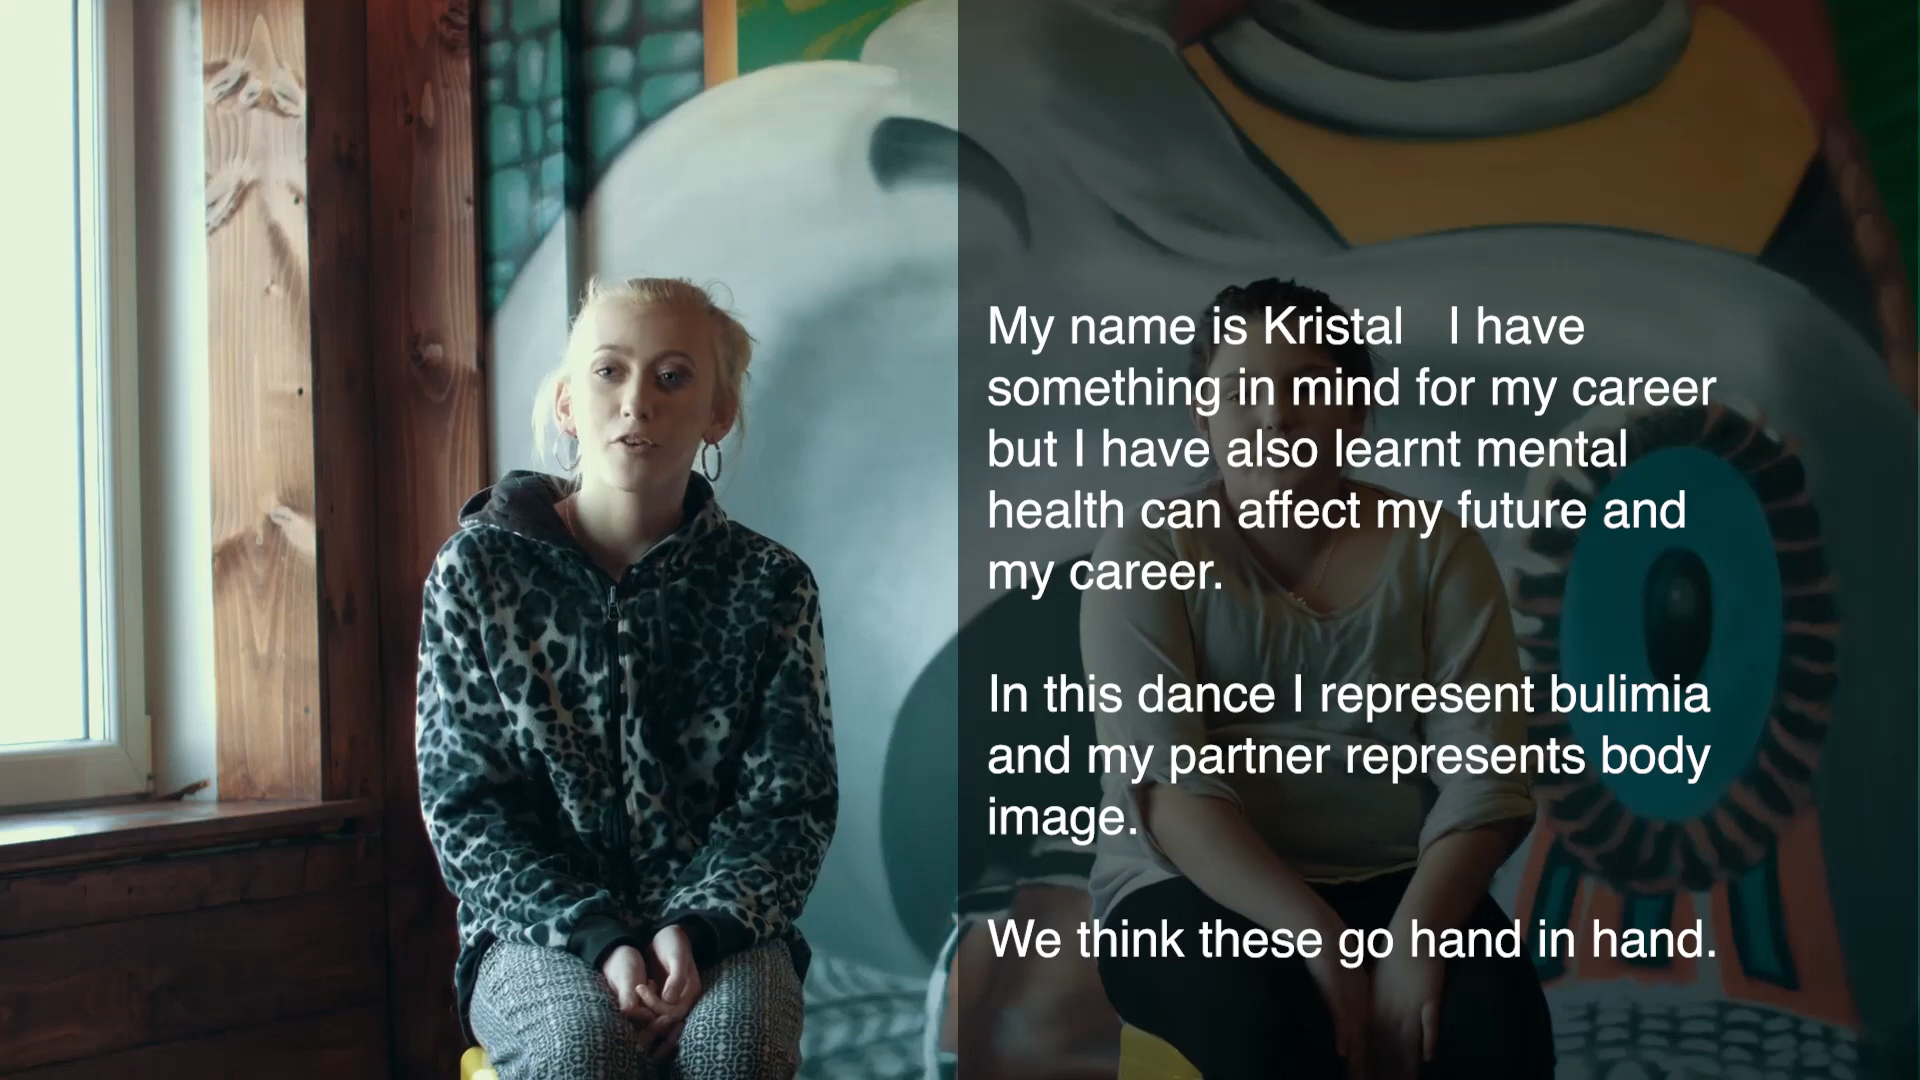 My name is Kristal   I have
something in mind for my career
but I have also learnt mental
health can affect my future and
my career.
In this dance I represent bulimia
and my partner represents body
image.
We think these go hand in hand.